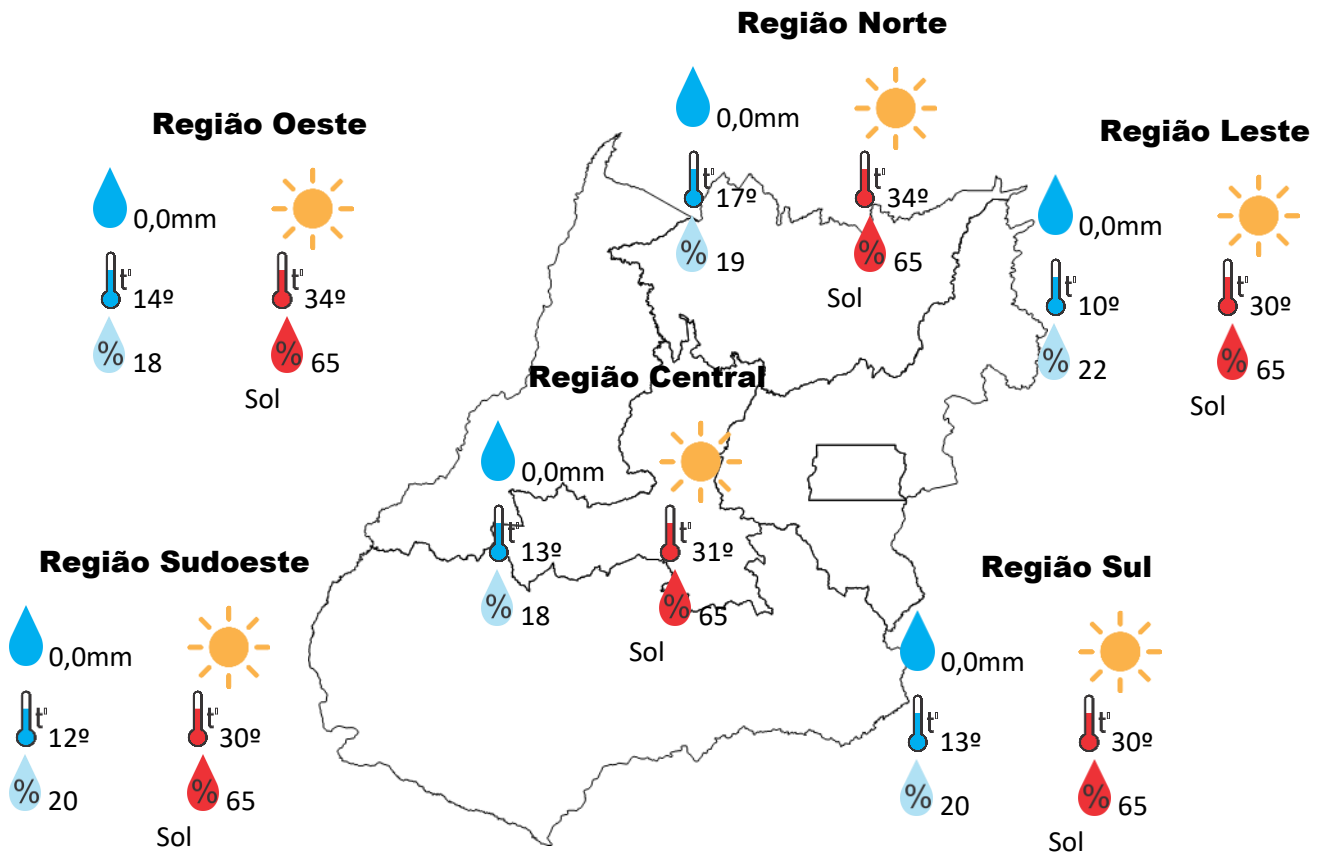 Região Norte
0,0mm
t° 17º
t° 34º
% 19
% 65
Sol
Região Oeste
0,0mm
t° 14º
t° 34º
% 18
% 65
Sol
Região Leste
0,0mm
t° 10º
t° 30º
% 22
% 65
Sol
Região Central
0,0mm
t° 13º
t° 31º
% 18
% 65
Sol
Região Sudoeste
0,0mm
t° 12º
t° 30º
% 20
% 65
Sol
Região Sul
0,0mm
t° 13º
t° 30º
% 20
% 65
Sol